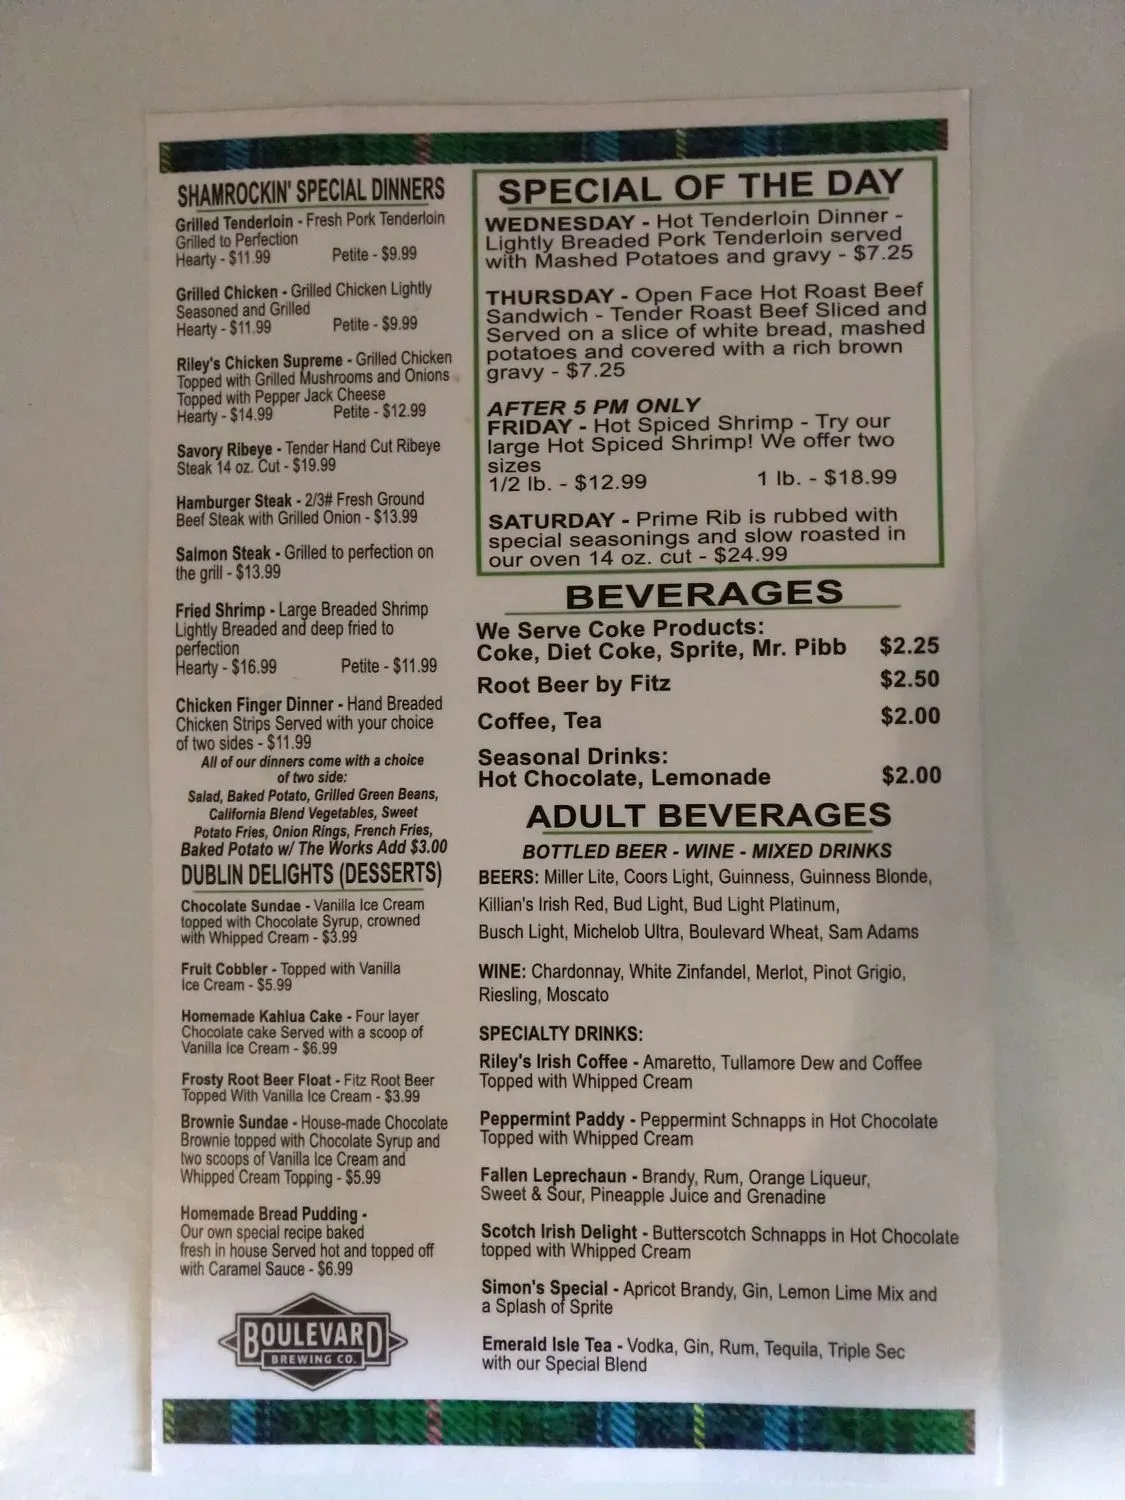 SHAMROCKIN' SPECIAL DINNERS
Grilled Tenderloin - Fresh Pork Tenderloin
Grilled to Perfection
Hearty - $11.99 Petite - $9.99
Grilled Chicken - Grilled Chicken Lightly
Seasoned and Grilled
Hearty - $11.99 Petite - $9.99
Riley's Chicken Supreme - Grilled Chicken
Topped with Grilled Mushrooms and Onions
Topped with Pepper Jack Cheese
Hearty - $14.99 Petite - $12.99
Savory Ribeye - Tender Hand Cut Ribeye
Steak 14 oz. Cut - $19.99
Hamburger Steak - 2/3# Fresh Ground
Beef Steak with Grilled Onion - $13.99
Salmon Steak - Grilled to perfection on
the grill - $13.99
Fried Shrimp - Large Breaded Shrimp
Lightly Breaded and deep fried to
perfection
Hearty - $16.99 Petite - $11.99
Chicken Finger Dinner - Hand Breaded
Chicken Strips Served with your choice
of two sides - $11.99
All of our dinners come with a choice
of two side:
Salad, Baked Potato, Grilled Green Beans,
California Blend Vegetables, Sweet
Potato Fries, Onion Rings, French Fries,
Baked Potato w/ The Works Add $3.00
DUBLIN DELIGHTS (DESSERTS)
Chocolate Sundae - Vanilla Ice Cream
topped with Chocolate Syrup, crowned
with Whipped Cream - $3.99
Fruit Cobbler - Topped with Vanilla
Ice Cream - $5.99
Homemade Kahlua Cake - Four layer
Chocolate cake Served with a scoop of
Vanilla Ice Cream - $6.99
Frosty Root Beer Float - Fitz Root Beer
Topped With Vanilla Ice Cream - $3.99
Brownie Sundae - House-made Chocolate
Brownie topped with Chocolate Syrup and
two scoops of Vanilla Ice Cream and
Whipped Cream Topping - $5.99
Homemade Bread Pudding -
Our own special recipe baked
fresh in house Served hot and topped off
with Caramel Sauce - $6.99
BOULEVARD
BREWING CO.
SPECIAL OF THE DAY
WEDNESDAY - Hot Tenderloin Dinner -
Lightly Breaded Pork Tenderloin served
with Mashed Potatoes and gravy - $7.25
THURSDAY - Open Face Hot Roast Beef
Sandwich - Tender Roast Beef Sliced and
Served on a slice of white bread, mashed
potatoes and covered with a rich brown
gravy - $7.25
AFTER 5 PM ONLY
FRIDAY - Hot Spiced Shrimp - Try our
large Hot Spiced Shrimp! We offer two
sizes
1/2 lb. - $12.99 1 lb. - $18.99
SATURDAY - Prime Rib is rubbed with
special seasonings and slow roasted in
our oven 14 oz. cut - $24.99
BEVERAGES
We Serve Coke Products:
Coke, Diet Coke, Sprite, Mr. Pibb $2.25
Root Beer by Fitz $2.50
Coffee, Tea $2.00
Seasonal Drinks:
Hot Chocolate, Lemonade $2.00
ADULT BEVERAGES
BOTTLED BEER - WINE - MIXED DRINKS
BEERS: Miller Lite, Coors Light, Guinness, Guinness Blonde,
Killian's Irish Red, Bud Light, Bud Light Platinum,
Busch Light, Michelob Ultra, Boulevard Wheat, Sam Adams
WINE: Chardonnay, White Zinfandel, Merlot, Pinot Grigio,
Riesling, Moscato
SPECIALTY DRINKS:
Riley's Irish Coffee - Amaretto, Tullamore Dew and Coffee
Topped with Whipped Cream
Peppermint Paddy - Peppermint Schnapps in Hot Chocolate
Topped with Whipped Cream
Fallen Leprechaun - Brandy, Rum, Orange Liqueur,
Sweet & Sour, Pineapple Juice and Grenadine
Scotch Irish Delight - Butterscotch Schnapps in Hot Chocolate
topped with Whipped Cream
Simon's Special - Apricot Brandy, Gin, Lemon Lime Mix and
a Splash of Sprite
Emerald Isle Tea - Vodka, Gin, Rum, Tequila, Triple Sec
with our Special Blend